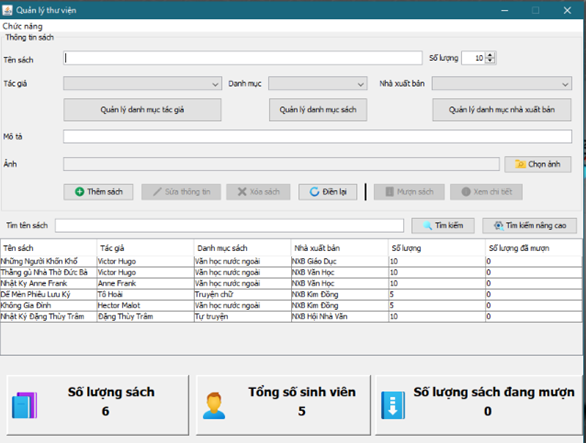 Quản lý thư viện
Chức năng
Thông tin sách
Tên sách Số lượng 10
Tác giả Danh mục Nhà xuất bản
Quản lý danh mục tác giả Quản lý danh mục sách Quản lý danh mục nhà xuất bản
Mô tả
Ảnh Chọn ảnh
Thêm sách Sửa thông tin Xóa sách Điền lại Mượn sách Xem chi tiết
Tìm tên sách Tìm kiếm Tìm kiếm nâng cao
Tên sách Tác giả Danh mục sách Nhà xuất bản Số lượng Số lượng đã mượn
Những Người Khốn Khổ Victor Hugo Văn học nước ngoài NXB Giáo Dục 10 0
Thằng gù Nhà Thờ Đức Bà Victor Hugo Văn học nước ngoài NXB Văn Học 10 0
Nhật Ký Anne Frank Anne Frank Văn học nước ngoài NXB Văn Học 10 0
Dế Mèn Phiêu Lưu Ký Tô Hoài Truyện chữ NXB Kim Đồng 5 0
Không Gia Đình Hector Malot Văn học nước ngoài NXB Kim Đồng 5 0
Nhật Ký Đặng Thùy Trâm Đặng Thùy Trâm Tự truyện NXB Hội Nhà Văn 10 0
Số lượng sách Tổng số sinh viên Số lượng sách đang mượn
6 5 0